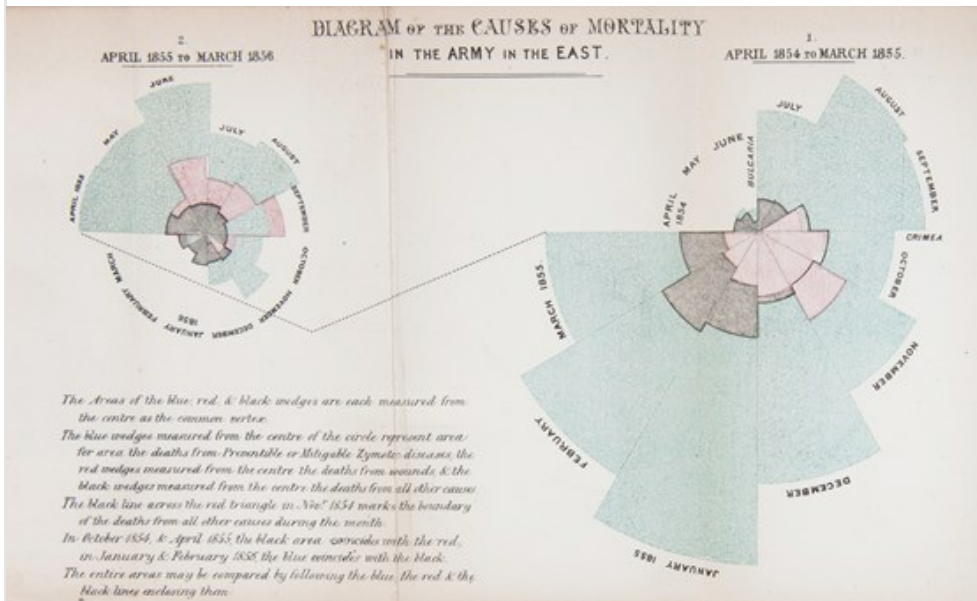 DIAGRAM OF THE CAUSES OF MORTALITY
IN THE ARMY IN THE EAST.
2.
APRIL 1855 TO MARCH 1856
JUNE
MAY
JULY
AUGUST
APRIL 1855
SEPTEMBER
OCTOBER
NOVEMBER
DECEMBER
JANUARY
1856
FEBRUARY
MARCH
1.
APRIL 1854 TO MARCH 1855.
JULY
AUGUST
JUNE
BULGARIA
MAY
SEPTEMBER
APRIL
1854
CRIMEA
OCTOBER
MARCH 1855.
NOVEMBER
FEBRUARY
DECEMBER
JANUARY 1855
The Areas of the blue, red, & black wedges are each measured from
the centre as the common vertex.
The blue wedges measured from the centre of the circle represent area
for area the deaths from Preventible or Mitigable Zymotic diseases, the
red wedges measured from the centre the deaths from wounds, & the
black wedges measured from the centre the deaths from all other causes
The black line across the red triangle in Novr. 1854 marks the boundary
of the deaths from all other causes during the month.
In October 1854, & April 1855, the black area coincides with the red,
in January & February 1856, the blue coincides with the black.
The entire areas may be compared by following the blue, the red & the
black lines enclosing them